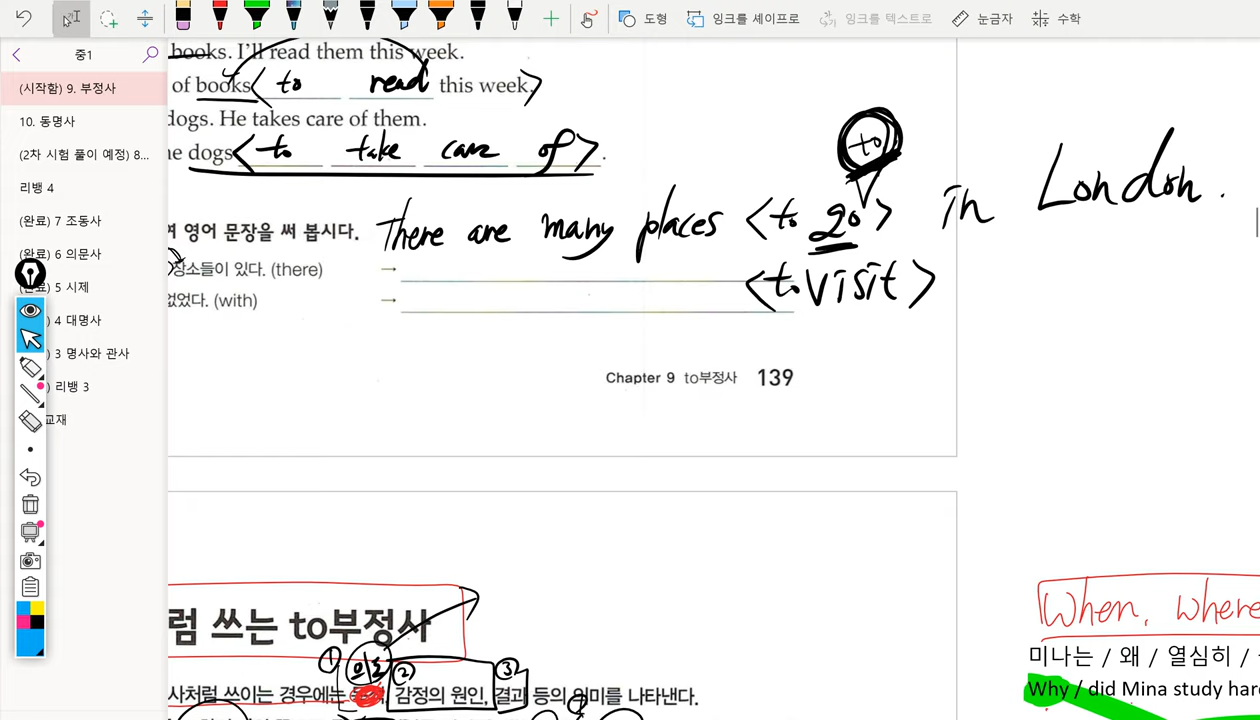 도형
잉크를 셰이프로
잉크를 텍스트로
눈금자
수학
중1
(시작함) 9. 부정사
10. 동명사
(2차 시험 풀이 예정) 8...
리뱅 4
(완료) 7 조동사
(완료) 6 의문사
5 시제
) 4 대명사
) 3 명사와 관사
) 리뱅 3
교재
books. I'll read them this week.
of books <to read this week.>
dogs. He takes care of them.
dogs <to take care of>.
to
여 영어 문장을 써 봅시다. There are many places <to go> in London.
장소들이 있다. (there) →
<to visit>
없었다. (with) →
Chapter 9 to부정사 139
럼 쓰는 to부정사
① 의도 ② ③
사처럼 쓰이는 경우에는 감정의 원인, 결과 등의 의미를 나타낸다.
When, where
미나는 / 왜 / 열심히 /
Why / did Mina study har